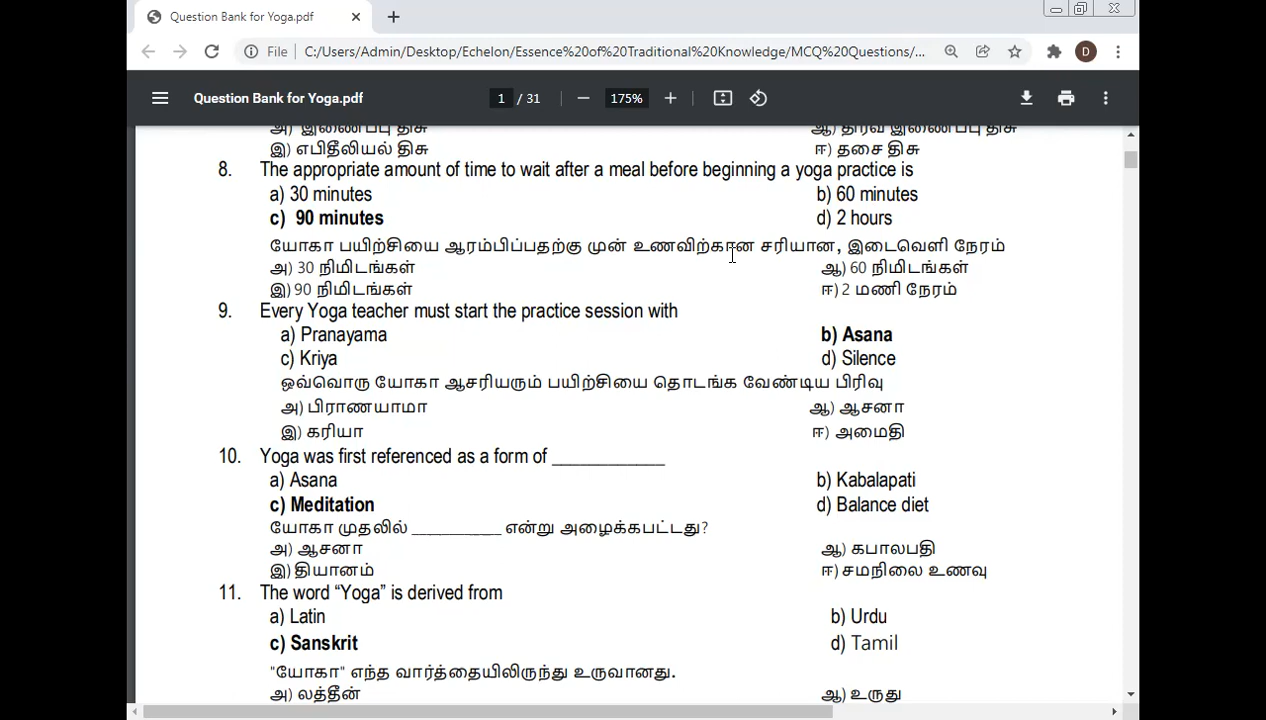 Question Bank for Yoga.pdf
File C:/Users/Admin/Desktop/Echelon/Essence%20of%20Traditional%20Knowledge/MCQ%20Questions/... D
Question Bank for Yoga.pdf 1 / 31 175%
அ) இணைப்பு திசு ஆ) திரவ இணைப்பு திசு
இ) எபிதீலியல் திசு ஈ) தசை திசு
8. The appropriate amount of time to wait after a meal before beginning a yoga practice is
a) 30 minutes b) 60 minutes
c) 90 minutes d) 2 hours
யோகா பயிற்சியை ஆரம்பிப்பதற்கு முன் உணவிற்கான சரியான, இடைவெளி நேரம்
அ) 30 நிமிடங்கள் ஆ) 60 நிமிடங்கள்
இ) 90 நிமிடங்கள் ஈ) 2 மணி நேரம்
9. Every Yoga teacher must start the practice session with
a) Pranayama b) Asana
c) Kriya d) Silence
ஒவ்வொரு யோகா ஆசரியரும் பயிற்சியை தொடங்க வேண்டிய பிரிவு
அ) பிராணயாமா ஆ) ஆசனா
இ) கரியா ஈ) அமைதி
10. Yoga was first referenced as a form of ____________
a) Asana b) Kabalapati
c) Meditation d) Balance diet
யோகா முதலில் __________ என்று அழைக்கபட்டது?
அ) ஆசனா ஆ) கபாலபதி
இ) தியானம் ஈ) சமநிலை உணவு
11. The word “Yoga” is derived from
a) Latin b) Urdu
c) Sanskrit d) Tamil
"யோகா" எந்த வார்த்தையிலிருந்து உருவானது.
அ) லத்தீன் ஆ) உருது